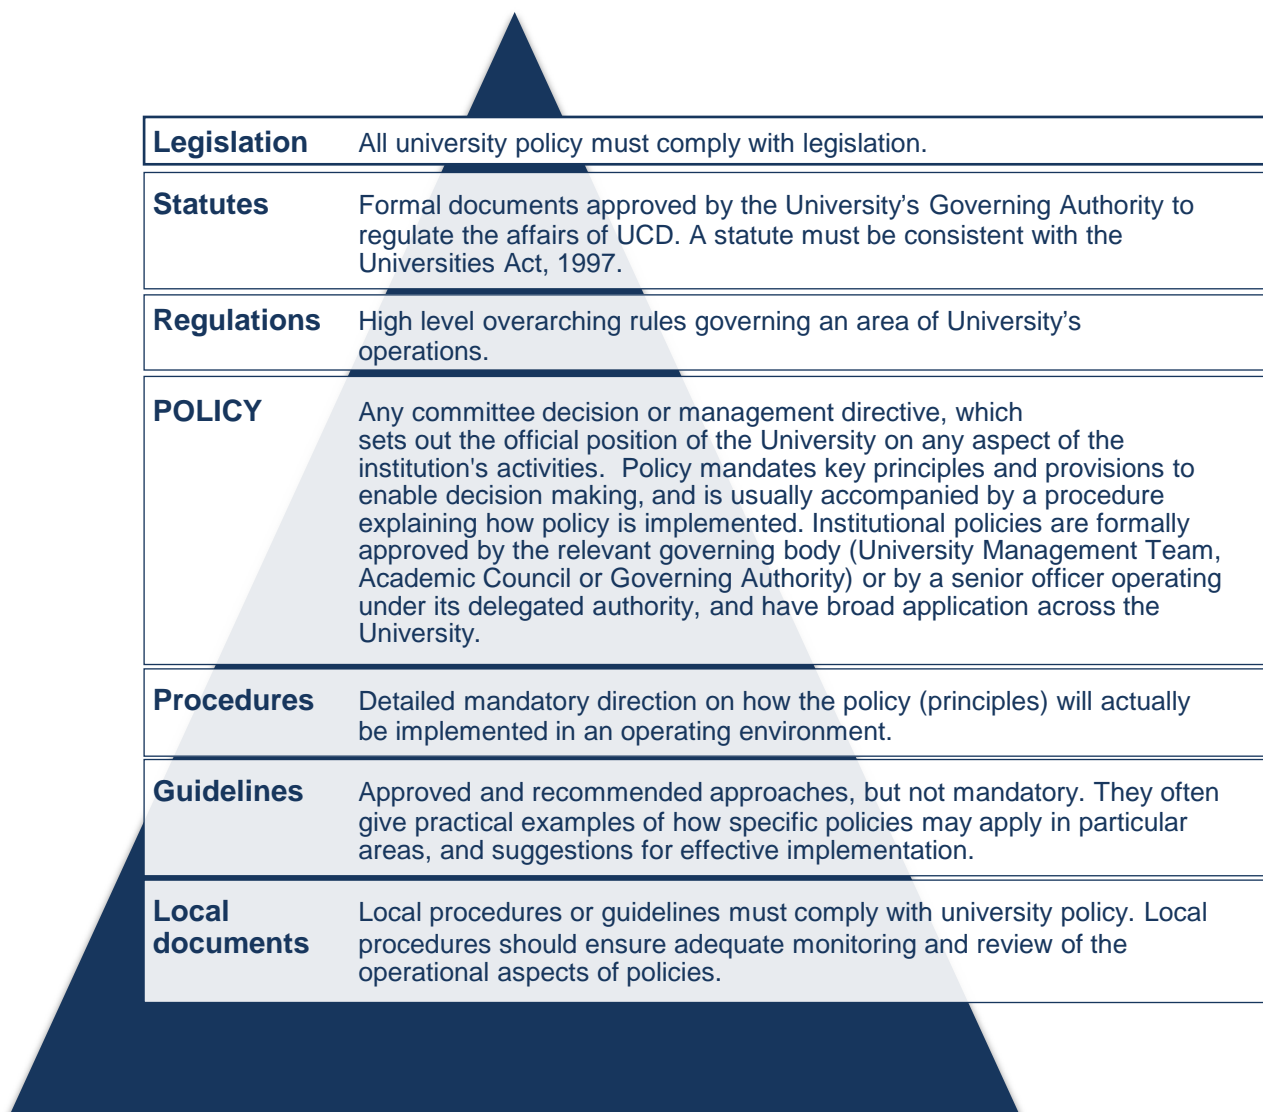 Legislation All university policy must comply with legislation.
Statutes Formal documents approved by the University’s Governing Authority to
regulate the affairs of UCD. A statute must be consistent with the
Universities Act, 1997.
Regulations High level overarching rules governing an area of University’s
operations.
POLICY Any committee decision or management directive, which
sets out the official position of the University on any aspect of the
institution's activities.  Policy mandates key principles and provisions to
enable decision making, and is usually accompanied by a procedure
explaining how policy is implemented. Institutional policies are formally
approved by the relevant governing body (University Management Team,
Academic Council or Governing Authority) or by a senior officer operating
under its delegated authority, and have broad application across the
University.
Procedures Detailed mandatory direction on how the policy (principles) will actually
be implemented in an operating environment.
Guidelines Approved and recommended approaches, but not mandatory. They often
give practical examples of how specific policies may apply in particular
areas, and suggestions for effective implementation.
Local Local procedures or guidelines must comply with university policy. Local
documents procedures should ensure adequate monitoring and review of the
operational aspects of policies.